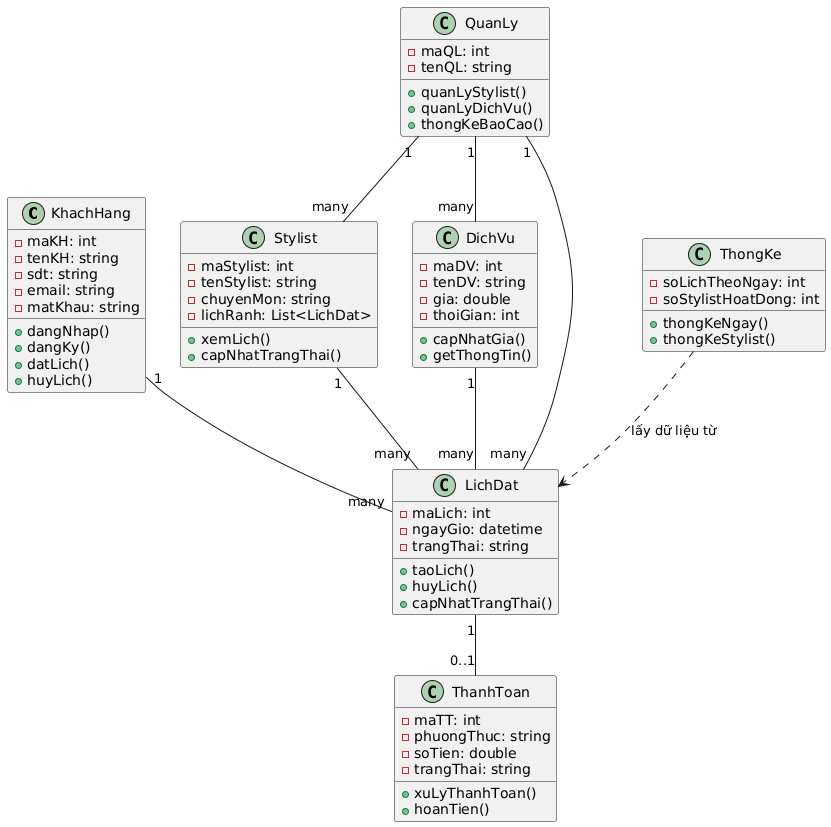 C QuanLy
maQL: int
tenQL: string
quanLyStylist()
quanLyDichVu()
thongKeBaoCao()
1
1
1
many
many
C KhachHang
maKH: int
tenKH: string
sdt: string
email: string
matKhau: string
dangNhap()
dangKy()
datLich()
huyLich()
C Stylist
maStylist: int
tenStylist: string
chuyenMon: string
lichRanh: List<LichDat>
xemLich()
capNhatTrangThai()
C DichVu
maDV: int
tenDV: string
gia: double
thoiGian: int
capNhatGia()
getThongTin()
C ThongKe
soLichTheoNgay: int
soStylistHoatDong: int
thongKeNgay()
thongKeStylist()
1
1
1
lấy dữ liệu từ
many
many
many
many
C LichDat
maLich: int
ngayGio: datetime
trangThai: string
taoLich()
huyLich()
capNhatTrangThai()
1
0..1
C ThanhToan
maTT: int
phuongThuc: string
soTien: double
trangThai: string
xuLyThanhToan()
hoanTien()